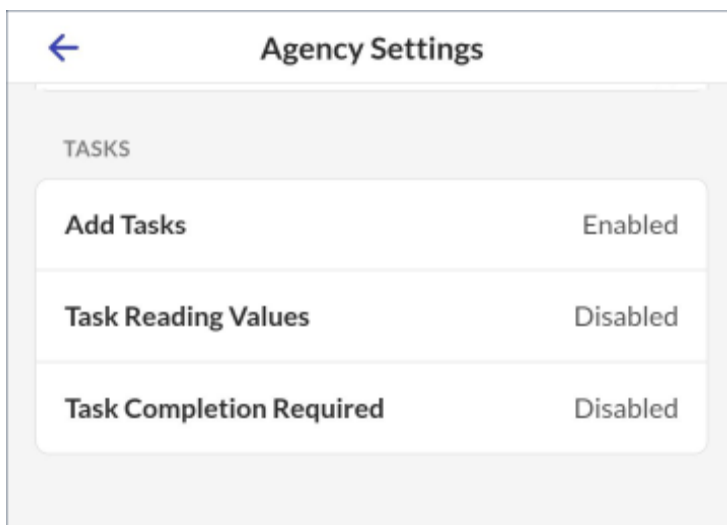 Agency Settings
TASKS
Add Tasks Enabled
Task Reading Values Disabled
Task Completion Required Disabled